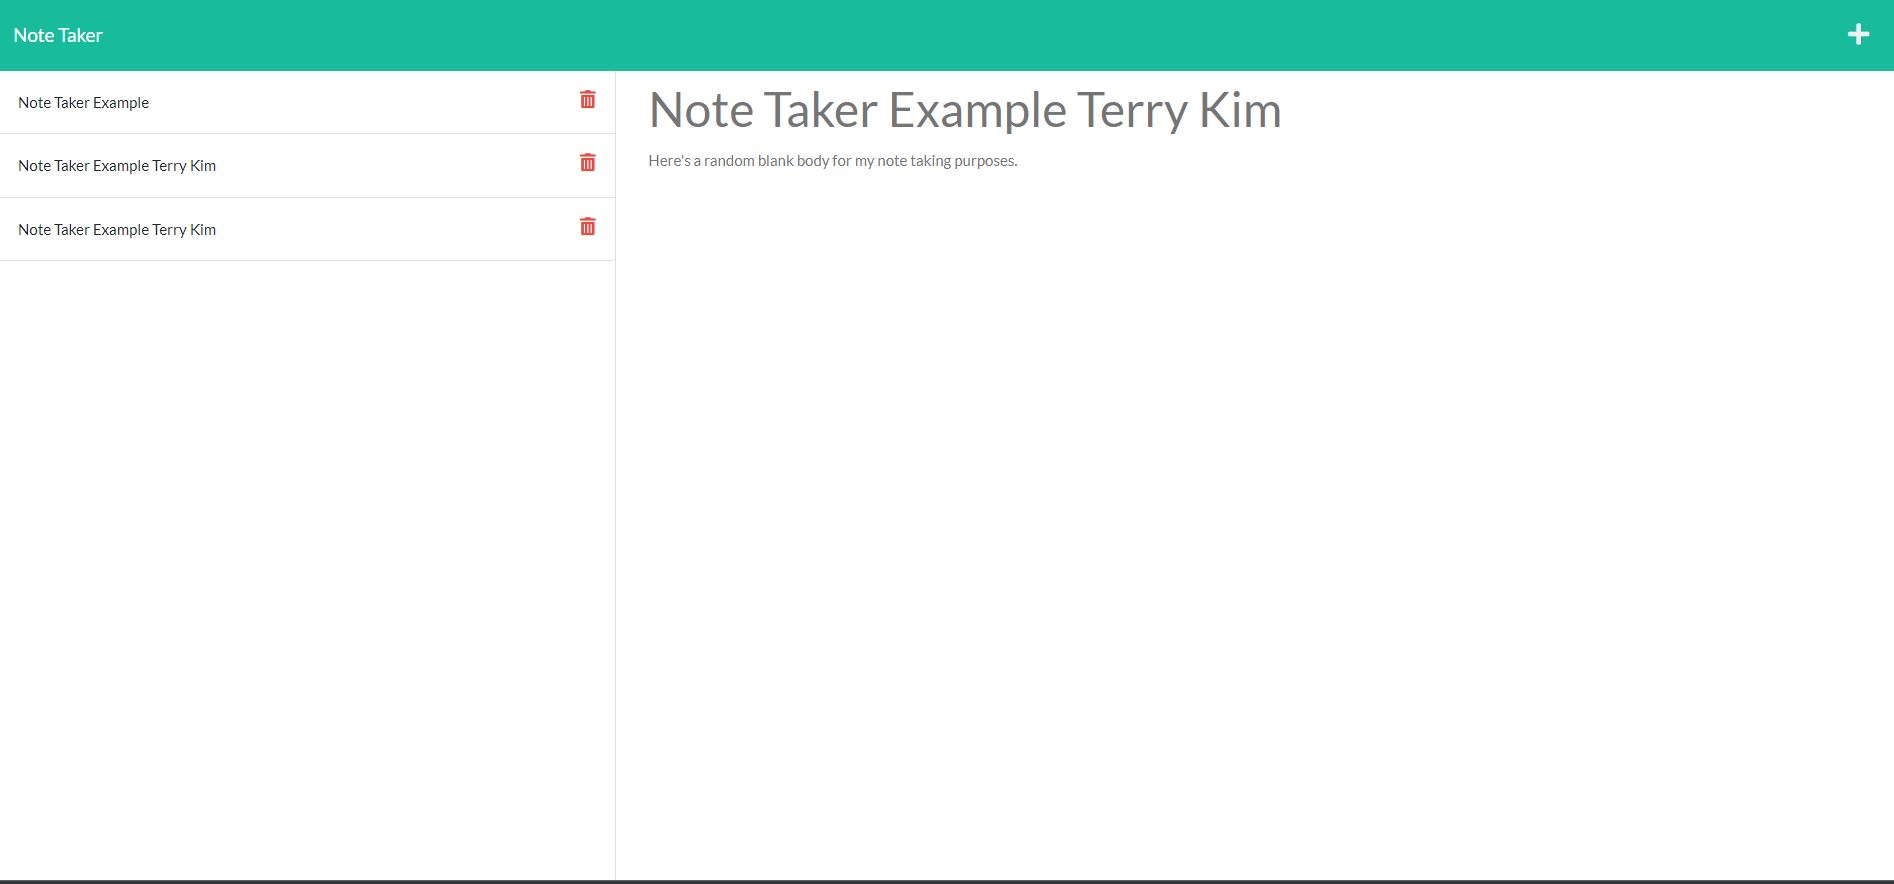 Note Taker
Note Taker Example
Note Taker Example Terry Kim
Note Taker Example Terry Kim
Note Taker Example Terry Kim
Here's a random blank body for my note taking purposes.